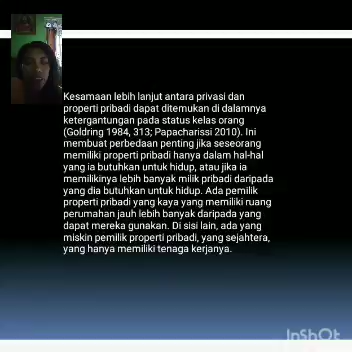 Kesamaan lebih lanjut antara privasi dan
properti pribadi dapat ditemukan di dalamnya
ketergantungan pada status kelas orang
(Goldring 1984, 313; Papacharissi 2010). Ini
membuat perbedaan penting jika seseorang
memiliki properti pribadi hanya dalam hal-hal
yang ia butuhkan untuk hidup, atau jika ia
memilikinya lebih banyak milik pribadi daripada
yang dia butuhkan untuk hidup. Ada pemilik
properti pribadi yang kaya yang memiliki ruang
perumahan jauh lebih banyak daripada yang
dapat mereka gunakan. Di sisi lain, ada yang
miskin pemilik properti pribadi, yang sejahtera,
yang hanya memiliki tenaga kerjanya.
InShOt